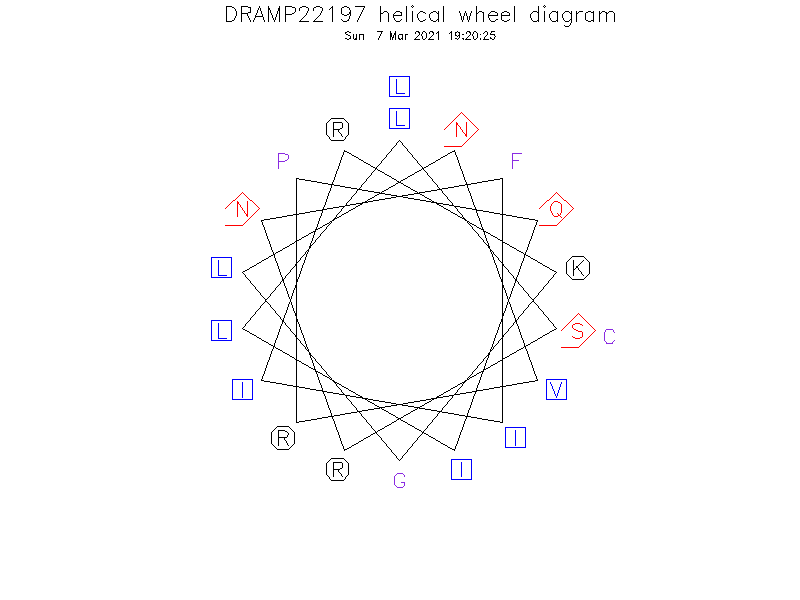 DRAMP22197 helical wheel diagram
Sun 7 Mar 2021 19:20:25
L
L
R N
P F
N Q
L K
L S C
I V
R I
R I
G